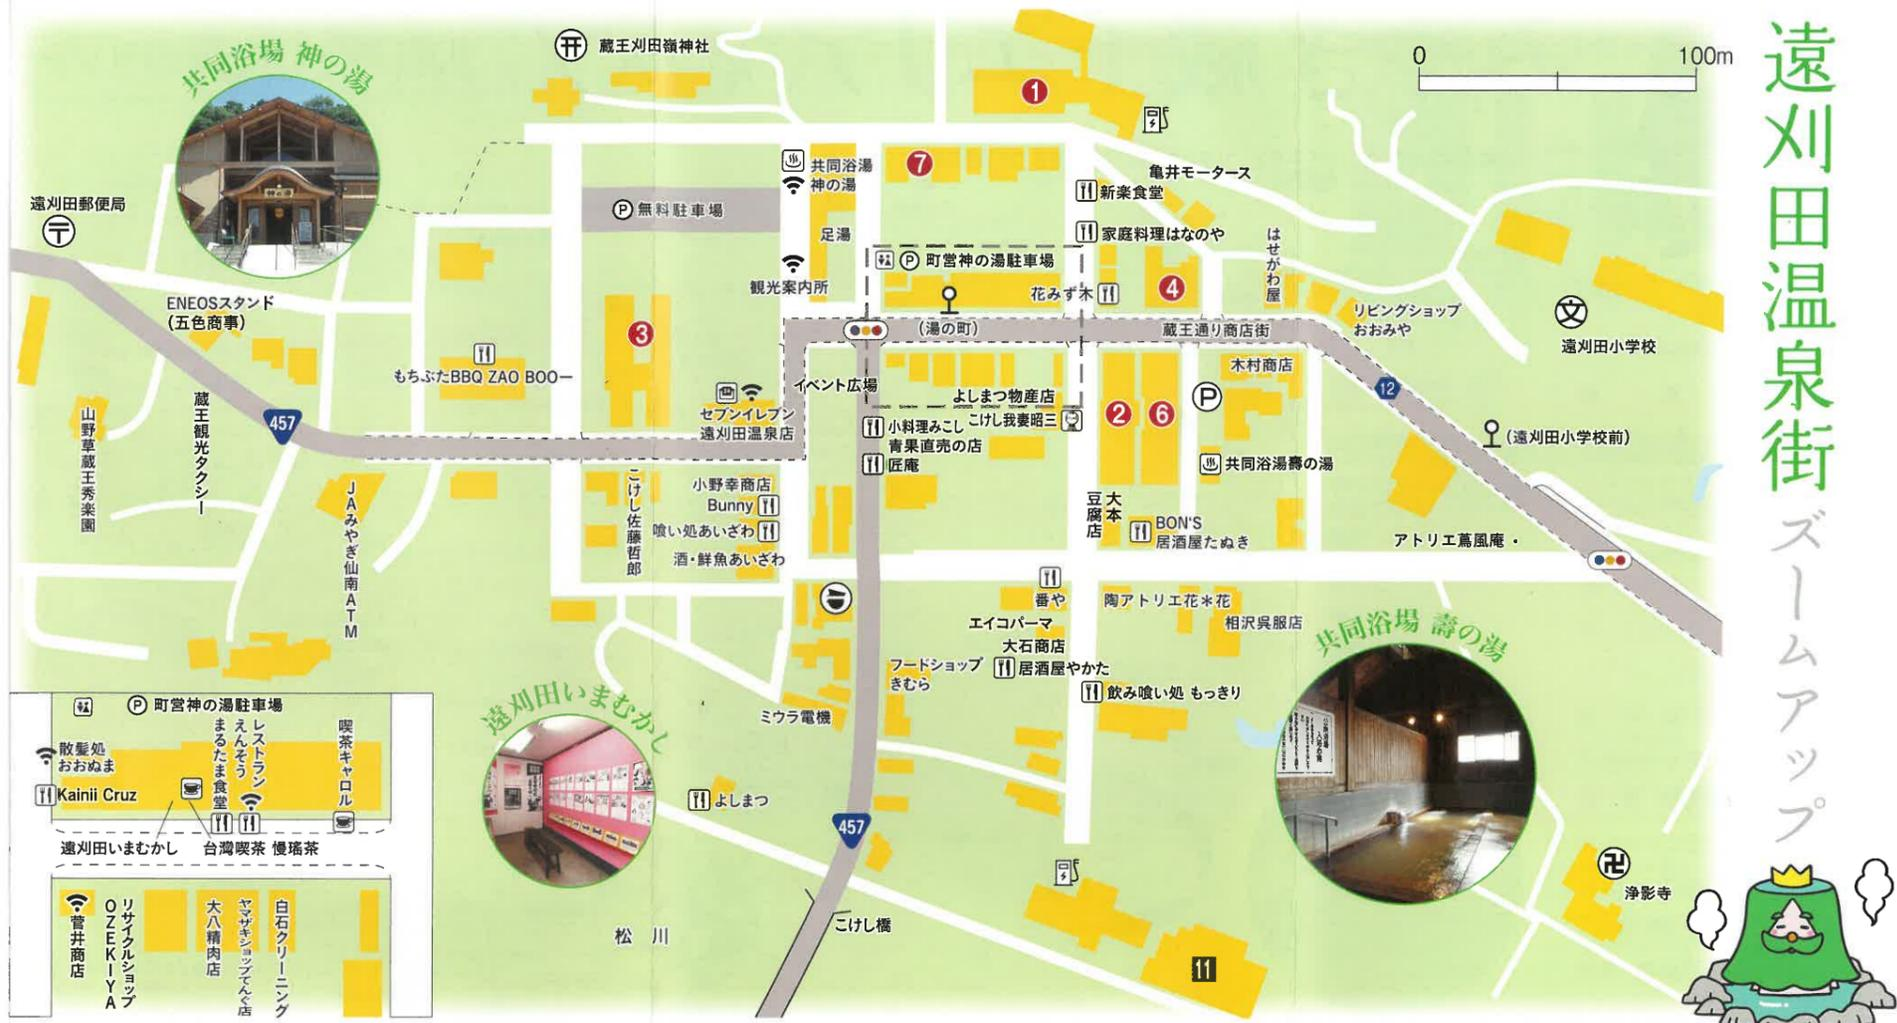 遠刈田温泉街
ズームアップ
0 100m
共同浴場 神の湯
蔵王刈田嶺神社
遠刈田郵便局
ENEOSスタンド
(五色商事)
山野草蔵王秀楽園
蔵王観光タクシー
457
JAみやぎ仙南ATM
もちぶたBBQ ZAO BOO
P 無料駐車場
共同浴湯
神の湯
足湯
観光案内所
1
7
3
4
2
6
11
亀井モータース
新楽食堂
家庭料理はなのや
はせがわ屋
P 町営神の湯駐車場
花みず木
(湯の町)
蔵王通り商店街
リビングショップ
おおみや
文
遠刈田小学校
木村商店
P
12
(遠刈田小学校前)
イベント広場
セブンイレブン
遠刈田温泉店
よしまつ物産店
こけし我妻昭三
小料理みこし
青果直売の店
匠庵
共同浴湯壽の湯
大本
豆腐店
BON'S
居酒屋たぬき
アトリエ蔦風庵
こけし佐藤哲郎
小野幸商店
Bunny
喰い処あいざわ
酒・鮮魚あいざわ
番や
エイコパーマ
大石商店
居酒屋やかた
陶アトリエ花＊花
相沢呉服店
飲み喰い処 もっきり
フードショップ
きむら
ミウラ電機
共同浴場 壽の湯
遠刈田いまむかし
よしまつ
457
こけし橋
松 川
浄影寺
P 町営神の湯駐車場
散髪処
おおぬま
Kainii Cruz
まるたま食堂
レストラン
えんそう
喫茶キャロル
遠刈田いまむかし
台灣喫茶 慢瑤茶
菅井商店
リサイクルショップ
OZEKIYA
大八精肉店
ヤマザキショップてんぐ店
白石クリーニング